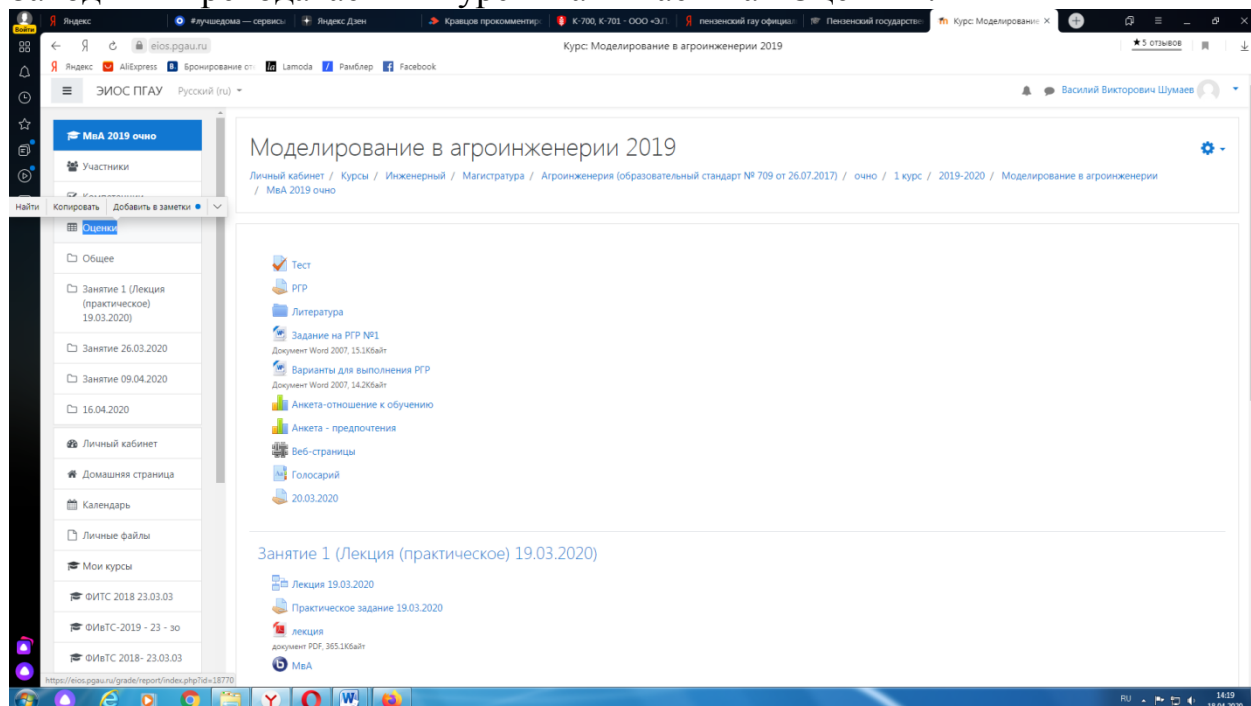 Войти
Яндекс
#лучшедома — сервисы
Яндекс Дзен
Кравцов прокомментиро
К-700, К-701 - ООО «Э.П.
пензенский гау официал
Пензенский государстве
Курс: Моделирование
eios.pgau.ru
Курс: Моделирование в агроинженерии 2019
★ 5 отзывов
Яндекс
AliExpress
Бронирование оте
Lamoda
Рамблер
Facebook
ЭИОС ПГАУ
Русский (ru)
Василий Викторович Шумаев
МвА 2019 очно
Участники
Найти Копировать Добавить в заметки
Оценки
Общее
Занятие 1 (Лекция
(практическое)
19.03.2020)
Занятие 26.03.2020
Занятие 09.04.2020
16.04.2020
Личный кабинет
Домашняя страница
Календарь
Личные файлы
Мои курсы
ФИТС 2018 23.03.03
ФИвТС-2019 - 23 - зо
ФИвТС 2018- 23.03.03
https://eios.pgau.ru/grade/report/index.php?id=18770
Моделирование в агроинженерии 2019
Личный кабинет / Курсы / Инженерный / Магистратура / Агроинженерия (образовательный стандарт № 709 от 26.07.2017) / очно / 1 курс / 2019-2020 / Моделирование в агроинженерии
/ МвА 2019 очно
Тест
РГР
Литература
Задание на РГР №1
Документ Word 2007, 15.1Кбайт
Варианты для выполнения РГР
Документ Word 2007, 14.2Кбайт
Анкета-отношение к обучению
Анкета - предпочтения
Веб-страницы
Голосарий
20.03.2020
Занятие 1 (Лекция (практическое) 19.03.2020)
Лекция 19.03.2020
Практическое задание 19.03.2020
лекция
документ PDF, 365.1Кбайт
МвА
RU
14:19
18.04.2020